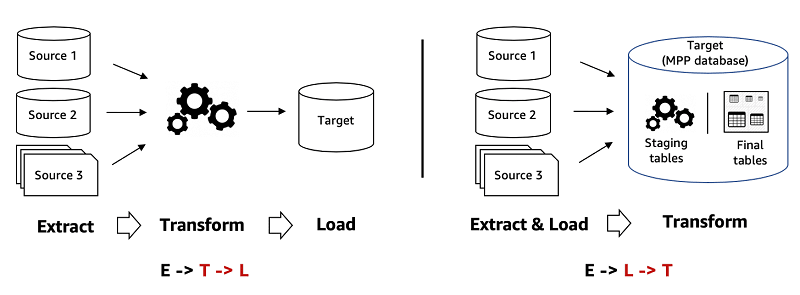 Source 1
Source 2
Source 3
Target
Extract
Transform
Load
E -> T -> L
Source 1
Source 2
Source 3
Target
(MPP database)
Staging
tables
Final
tables
Extract & Load
Transform
E -> L -> T